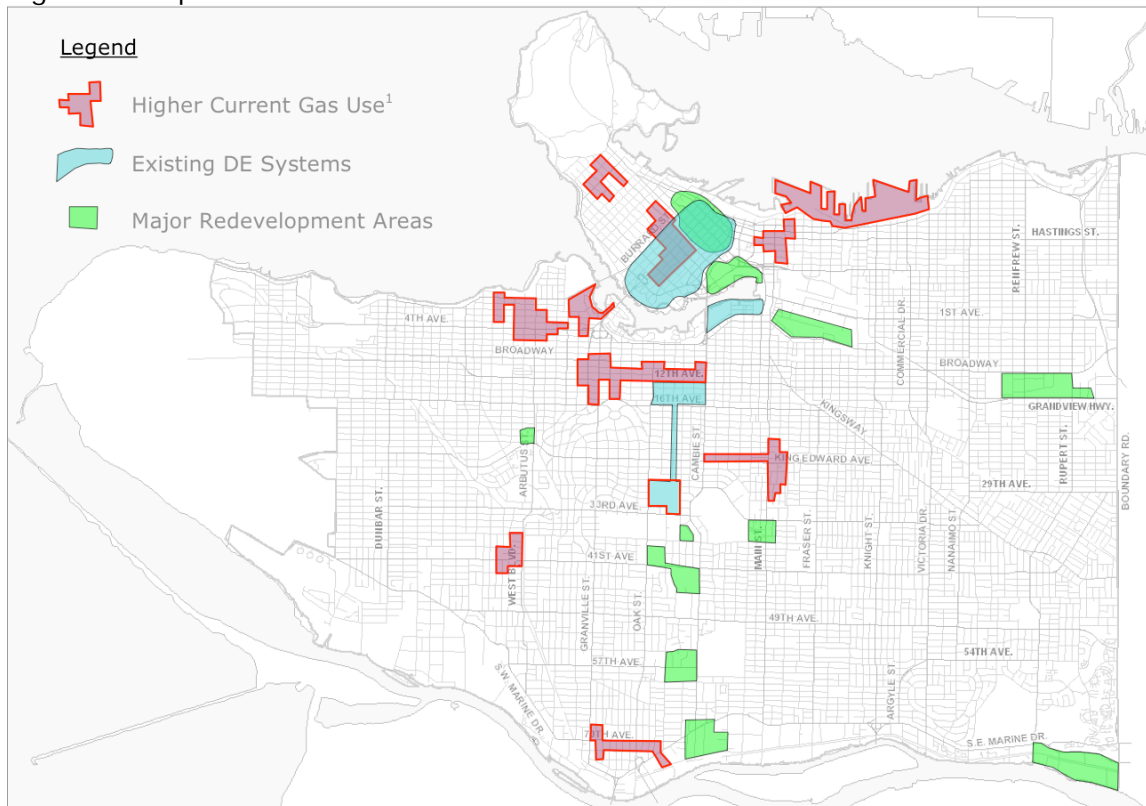 Legend
Higher Current Gas Use1
Existing DE Systems
Major Redevelopment Areas
BURRARD ST.
HASTINGS ST.
RENFREW ST.
4TH AVE.
1ST AVE.
COMMERCIAL DR.
BROADWAY
BROADWAY
12TH AVE.
16TH AVE.
GRANDVIEW HWY.
KINGSWAY
CAMBIE ST.
RUPERT ST.
BOUNDARY RD.
ARBUTUS ST.
KING EDWARD AVE.
29TH AVE.
DUNBAR ST.
33RD AVE.
MAIN ST.
FRASER ST.
KNIGHT ST.
VICTORIA DR.
NANAIMO ST.
41ST AVE
WEST BLVD.
GRANVILLE ST.
OAK ST.
49TH AVE.
54TH AVE.
57TH AVE.
ARGYLE ST.
S.W. MARINE DR.
70TH AVE.
S.E. MARINE DR.